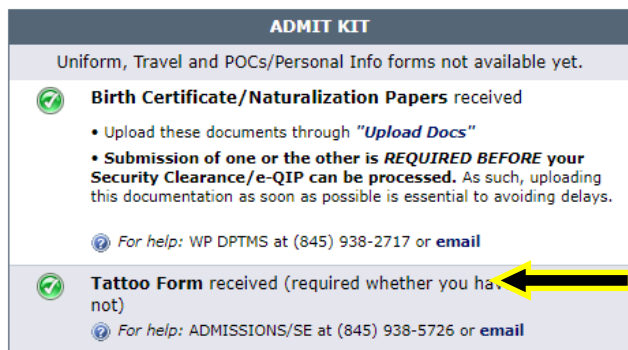 ADMIT KIT
Uniform, Travel and POCs/Personal Info forms not available yet.
Birth Certificate/Naturalization Papers received
• Upload these documents through "Upload Docs"
• Submission of one or the other is REQUIRED BEFORE your
Security Clearance/e-QIP can be processed. As such, uploading
this documentation as soon as possible is essential to avoiding delays.
For help: WP DPTMS at (845) 938-2717 or email
Tattoo Form received (required whether you
not)
For help: ADMISSIONS/SE at (845) 938-5726 or email